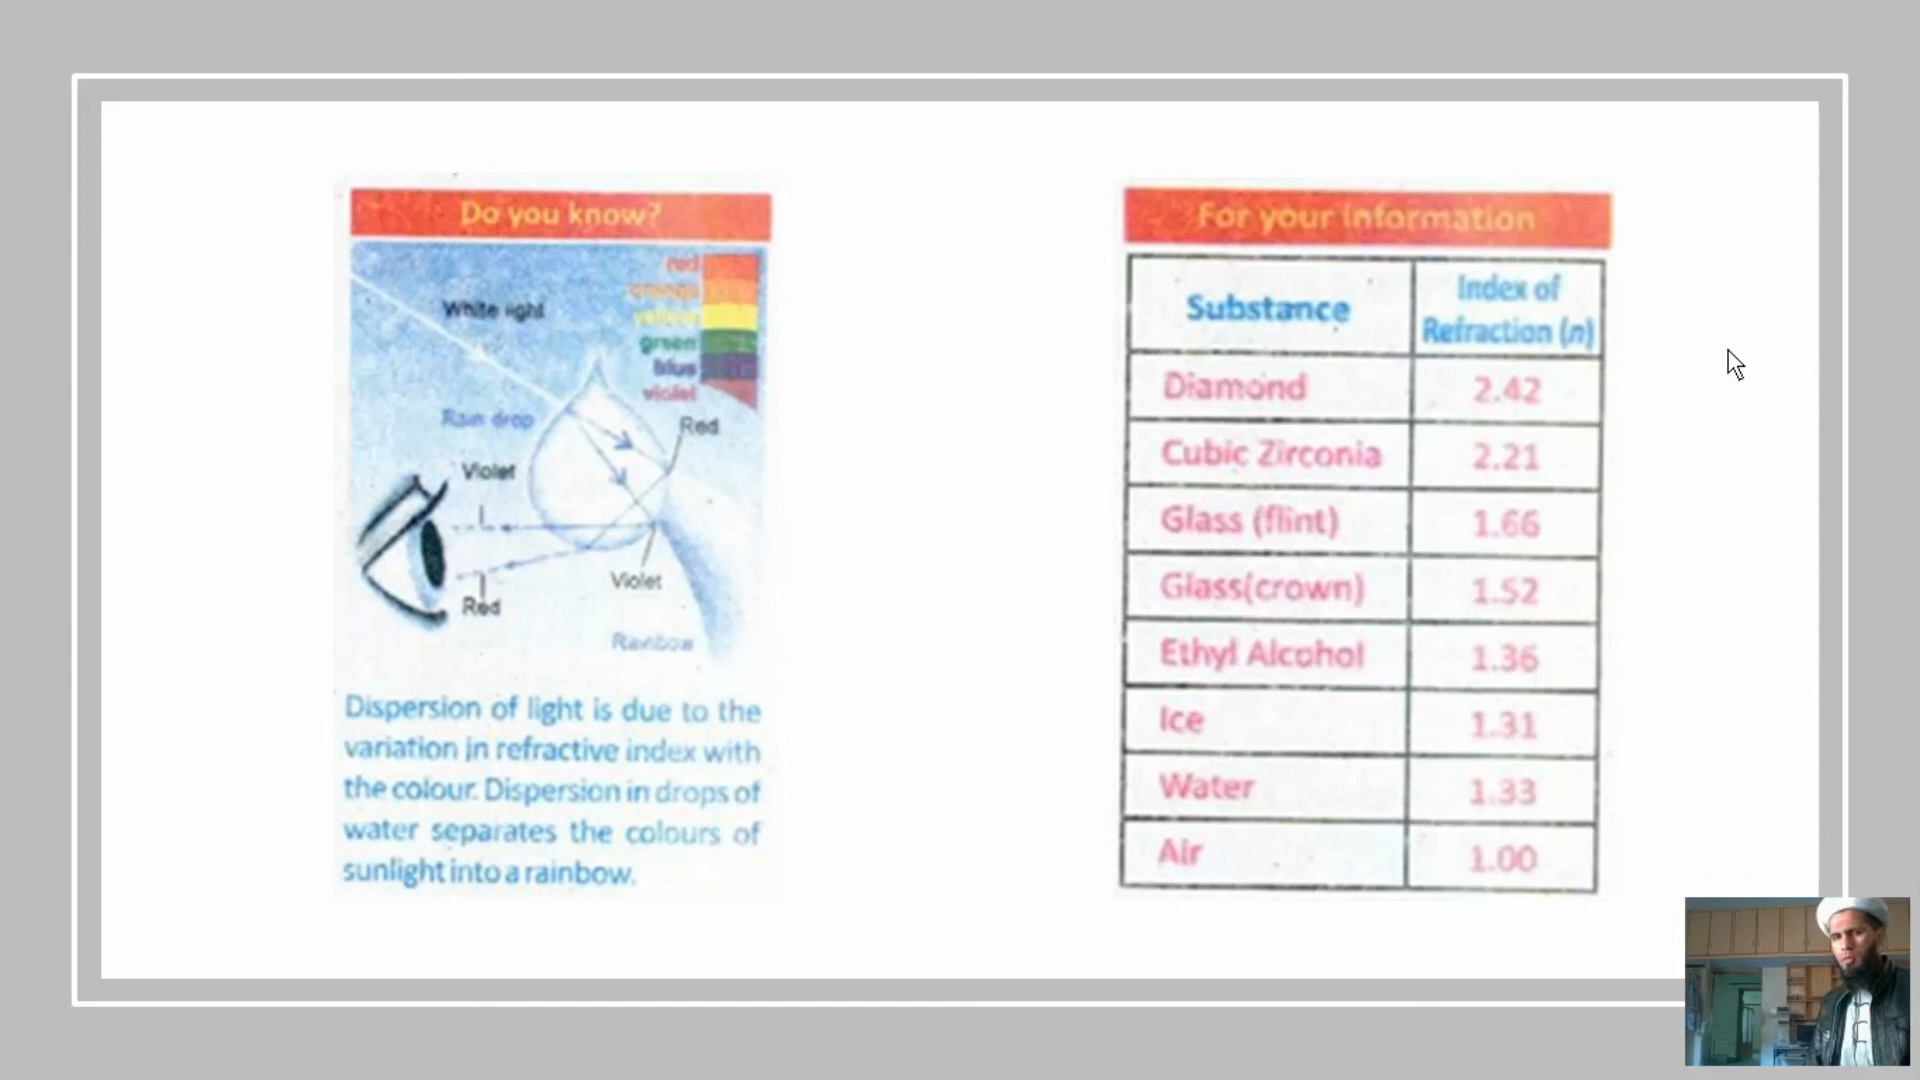 Do you know?
red
orange
yellow
green
blue
violet
White light
Rain drop
Red
Violet
Violet
Red
Rainbow
Dispersion of light is due to the
variation in refractive index with
the colour. Dispersion in drops of
water separates the colours of
sunlight into a rainbow.
For your information
Substance
Index of
Refraction (n)
Diamond 2.42
Cubic Zirconia 2.21
Glass (flint) 1.66
Glass(crown) 1.52
Ethyl Alcohol 1.36
Ice 1.31
Water 1.33
Air 1.00